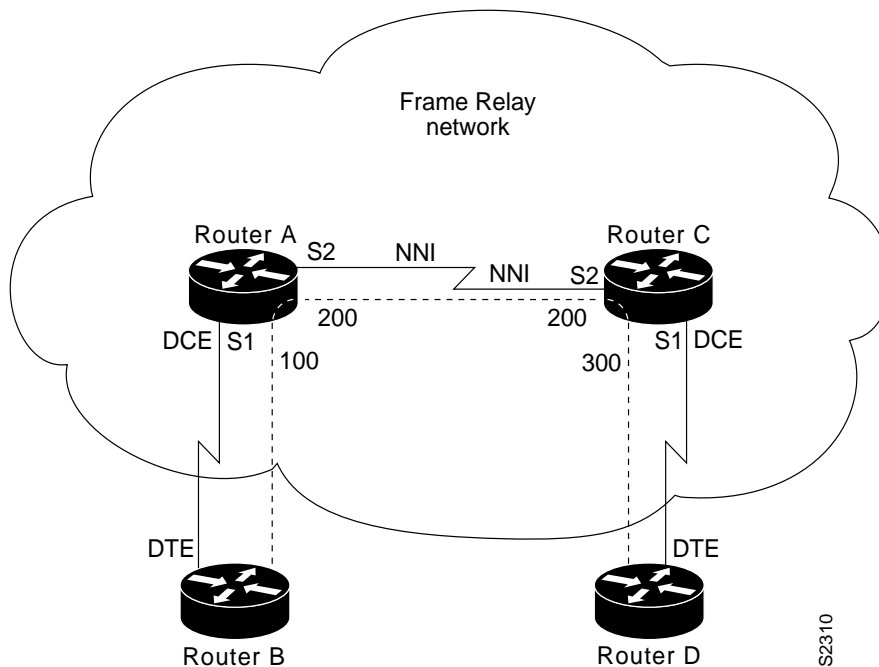 Frame Relay
network
Router A
Router C
S2
NNI
NNI
S2
200
200
DCE
S1
S1
DCE
100
300
DTE
DTE
Router B
Router D
S2310